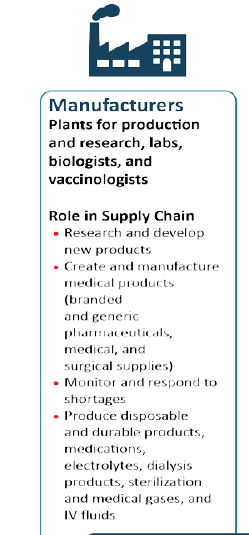 Manufacturers
Plants for production
and research, labs,
biologists, and
vaccinologists
Role in Supply Chain
• Research and develop
new products
• Create and manufacture
medical products
(branded
and generic
pharmaceuticals,
medical, and
surgical supplies)
• Monitor and respond to
shortages
• Produce disposable
and durable products,
medications,
electrolytes, dialysis
products, sterilization
and medical gases, and
IV fluids